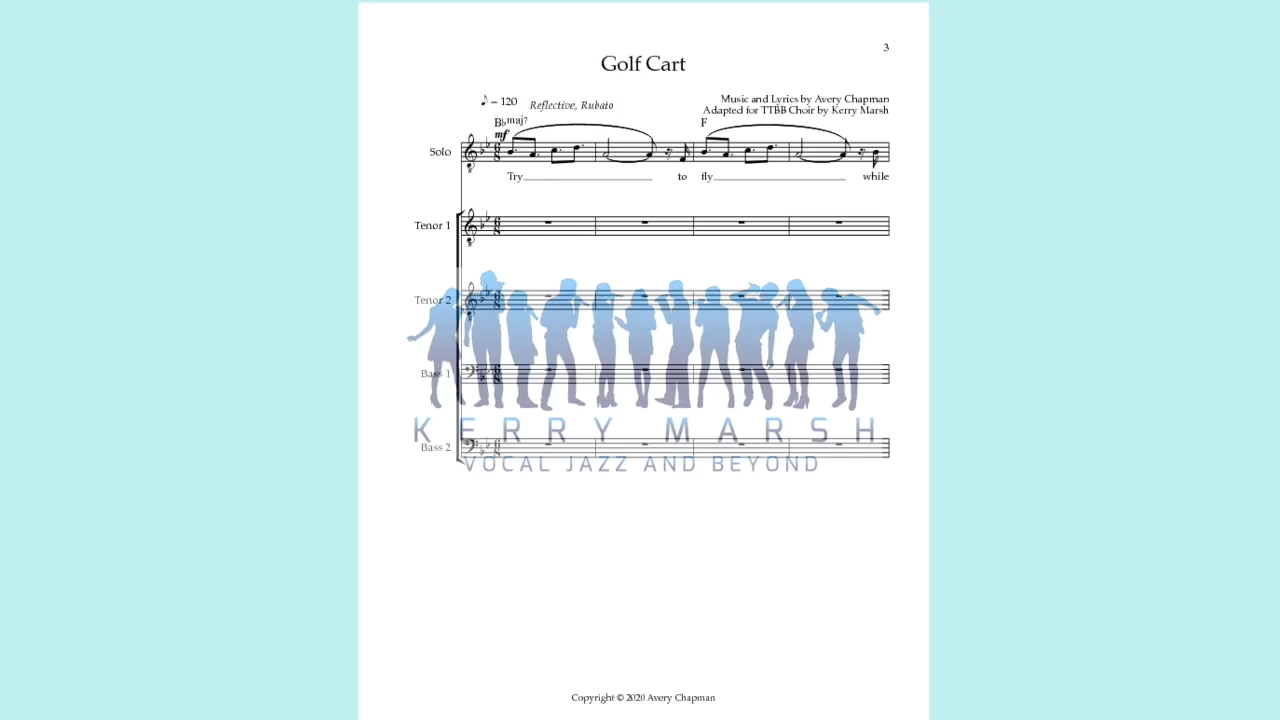 3
Golf Cart
♪ = 120
Reflective, Rubato
Music and Lyrics by Avery Chapman
Adapted for TTBB Choir by Kerry Marsh
B♭maj7
F
mf
Solo
Try to fly while
Tenor 1
Tenor 2
Bass 1
KERRY MARSH
Bass 2
VOCAL JAZZ AND BEYOND
Copyright © 2020 Avery Chapman